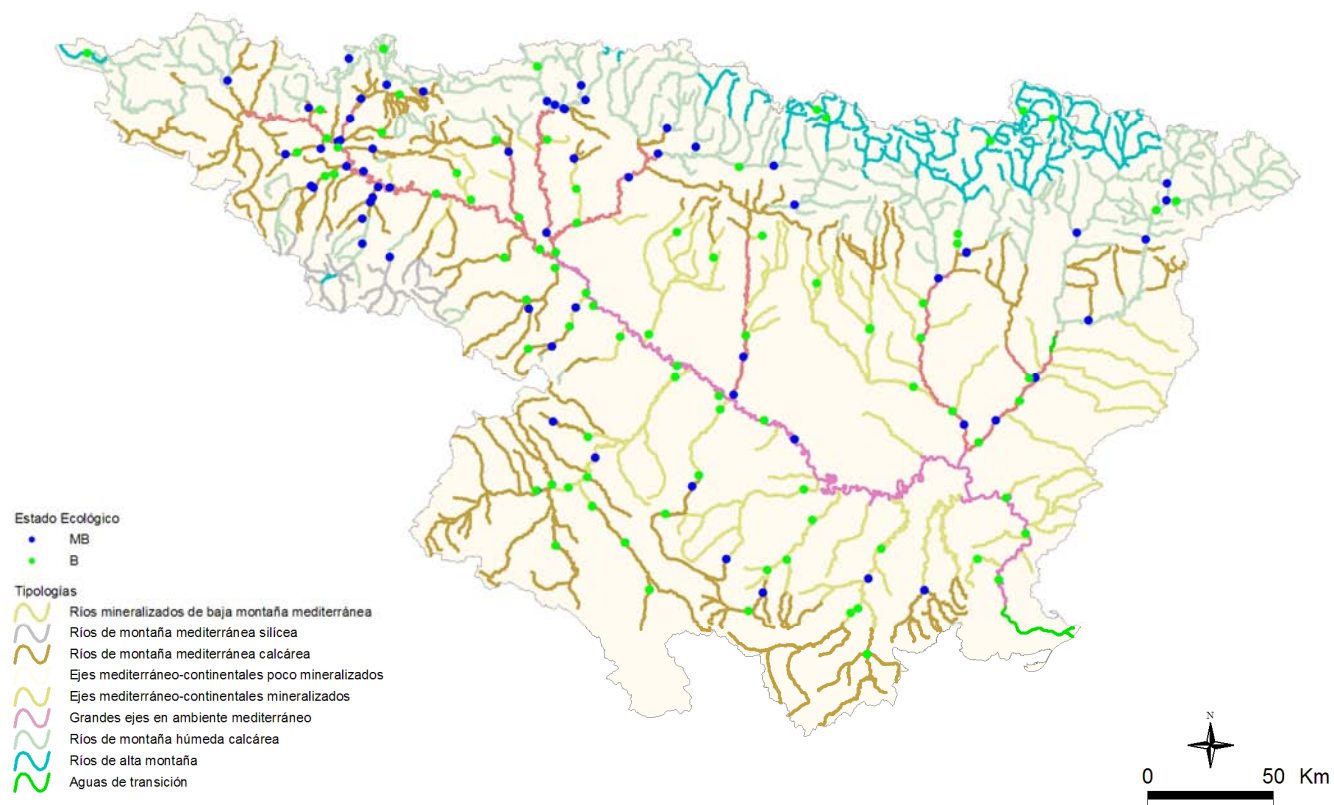 Estado Ecológico
MB
B
Tipologías
Ríos mineralizados de baja montaña mediterránea
Ríos de montaña mediterránea silícea
Ríos de montaña mediterránea calcárea
Ejes mediterráneo-continentales poco mineralizados
Ejes mediterráneo-continentales mineralizados
Grandes ejes en ambiente mediterráneo
Ríos de montaña húmeda calcárea
Ríos de alta montaña
Aguas de transición
N
0 50 Km